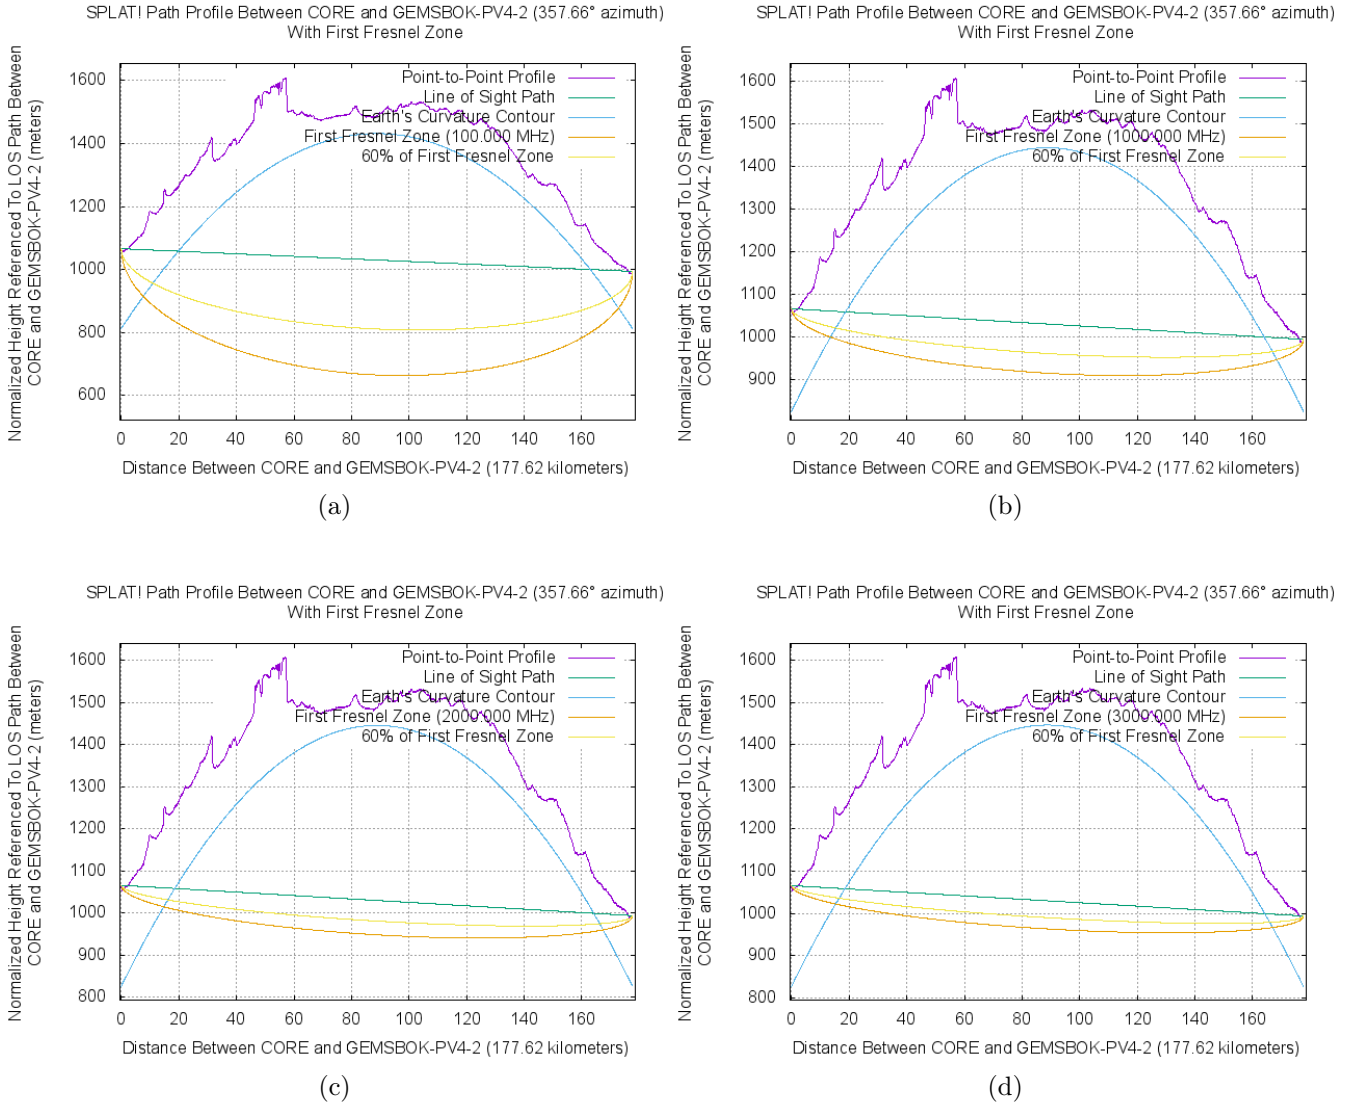 SPLAT! Path Profile Between CORE and GEMSBOK-PV4-2 (357.66° azimuth)
With First Fresnel Zone
Normalized Height Referenced To LOS Path Between
CORE and GEMSBOK-PV4-2 (meters)
1600
1400
1200
1000
800
600
Point-to-Point Profile
Line of Sight Path
Earth's Curvature Contour
First Fresnel Zone (100.000 MHz)
60% of First Fresnel Zone
0 20 40 60 80 100 120 140 160
Distance Between CORE and GEMSBOK-PV4-2 (177.62 kilometers)
(a)
SPLAT! Path Profile Between CORE and GEMSBOK-PV4-2 (357.66° azimuth)
With First Fresnel Zone
Normalized Height Referenced To LOS Path Between
CORE and GEMSBOK-PV4-2 (meters)
1600
1500
1400
1300
1200
1100
1000
900
Point-to-Point Profile
Line of Sight Path
Earth's Curvature Contour
First Fresnel Zone (1000.000 MHz)
60% of First Fresnel Zone
0 20 40 60 80 100 120 140 160
Distance Between CORE and GEMSBOK-PV4-2 (177.62 kilometers)
(b)
SPLAT! Path Profile Between CORE and GEMSBOK-PV4-2 (357.66° azimuth)
With First Fresnel Zone
Normalized Height Referenced To LOS Path Between
CORE and GEMSBOK-PV4-2 (meters)
1600
1500
1400
1300
1200
1100
1000
900
800
Point-to-Point Profile
Line of Sight Path
Earth's Curvature Contour
First Fresnel Zone (2000.000 MHz)
60% of First Fresnel Zone
0 20 40 60 80 100 120 140 160
Distance Between CORE and GEMSBOK-PV4-2 (177.62 kilometers)
(c)
SPLAT! Path Profile Between CORE and GEMSBOK-PV4-2 (357.66° azimuth)
With First Fresnel Zone
Normalized Height Referenced To LOS Path Between
CORE and GEMSBOK-PV4-2 (meters)
1600
1500
1400
1300
1200
1100
1000
900
800
Point-to-Point Profile
Line of Sight Path
Earth's Curvature Contour
First Fresnel Zone (3000.000 MHz)
60% of First Fresnel Zone
0 20 40 60 80 100 120 140 160
Distance Between CORE and GEMSBOK-PV4-2 (177.62 kilometers)
(d)